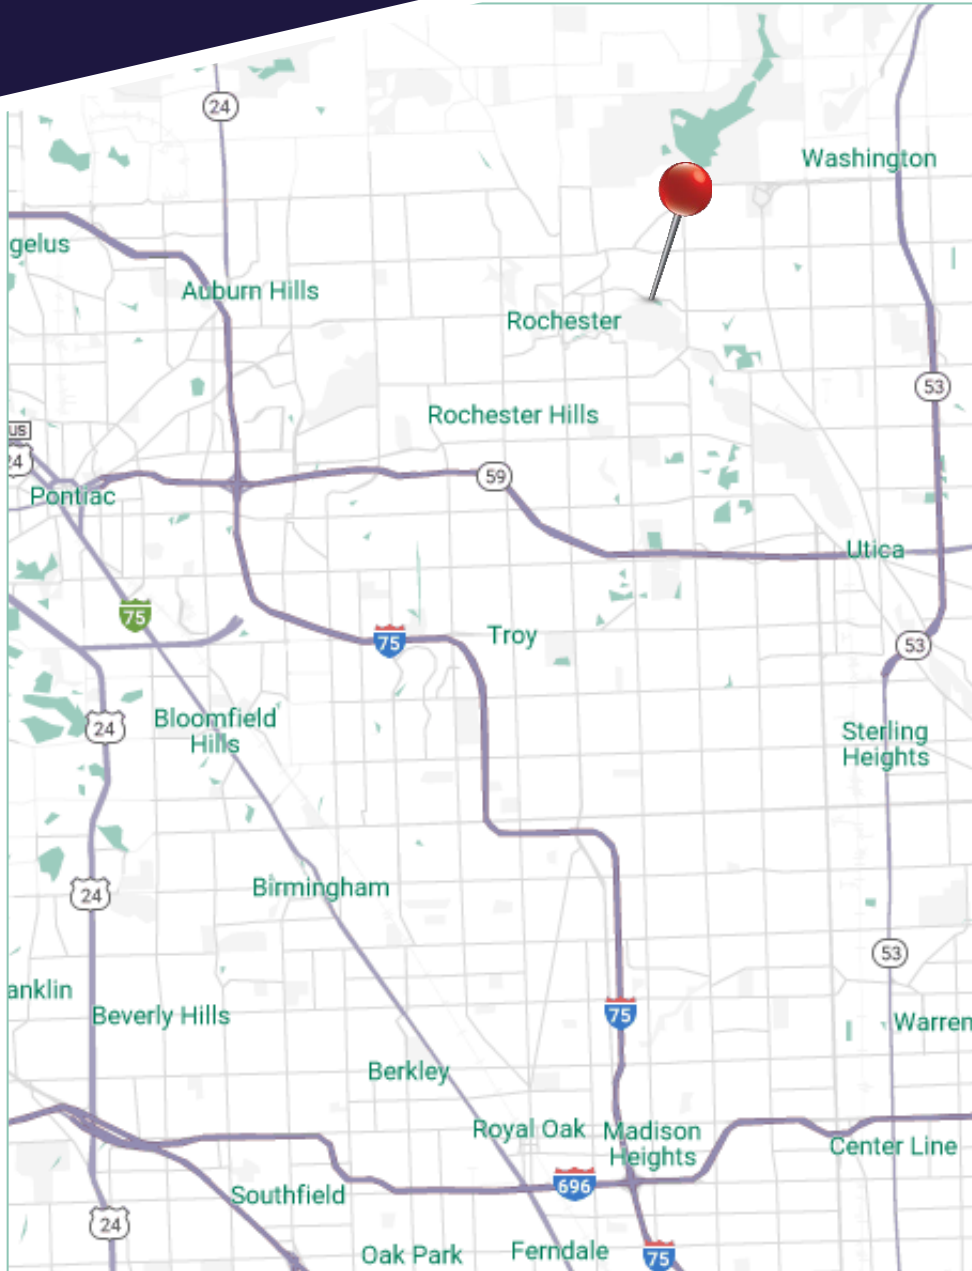 24
Washington
gelus
Auburn Hills
Rochester
53
Rochester Hills
US
24
59
Pontiac
Utica
75
75
Troy
53
24
Bloomfield
Hills
Sterling
Heights
24
Birmingham
53
anklin
Beverly Hills
75
Warren
Berkley
Royal Oak
Madison
Heights
Center Line
696
Southfield
24
Oak Park
Ferndale
75